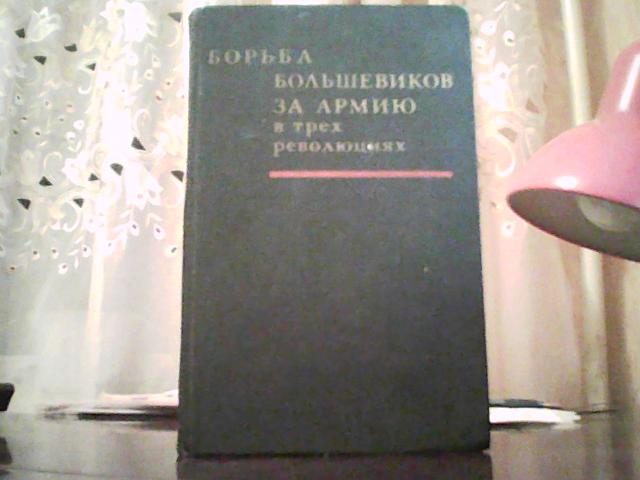 БОРЬБА
БОЛЬШЕВИКОВ
ЗА АРМИЮ
в трех
революциях